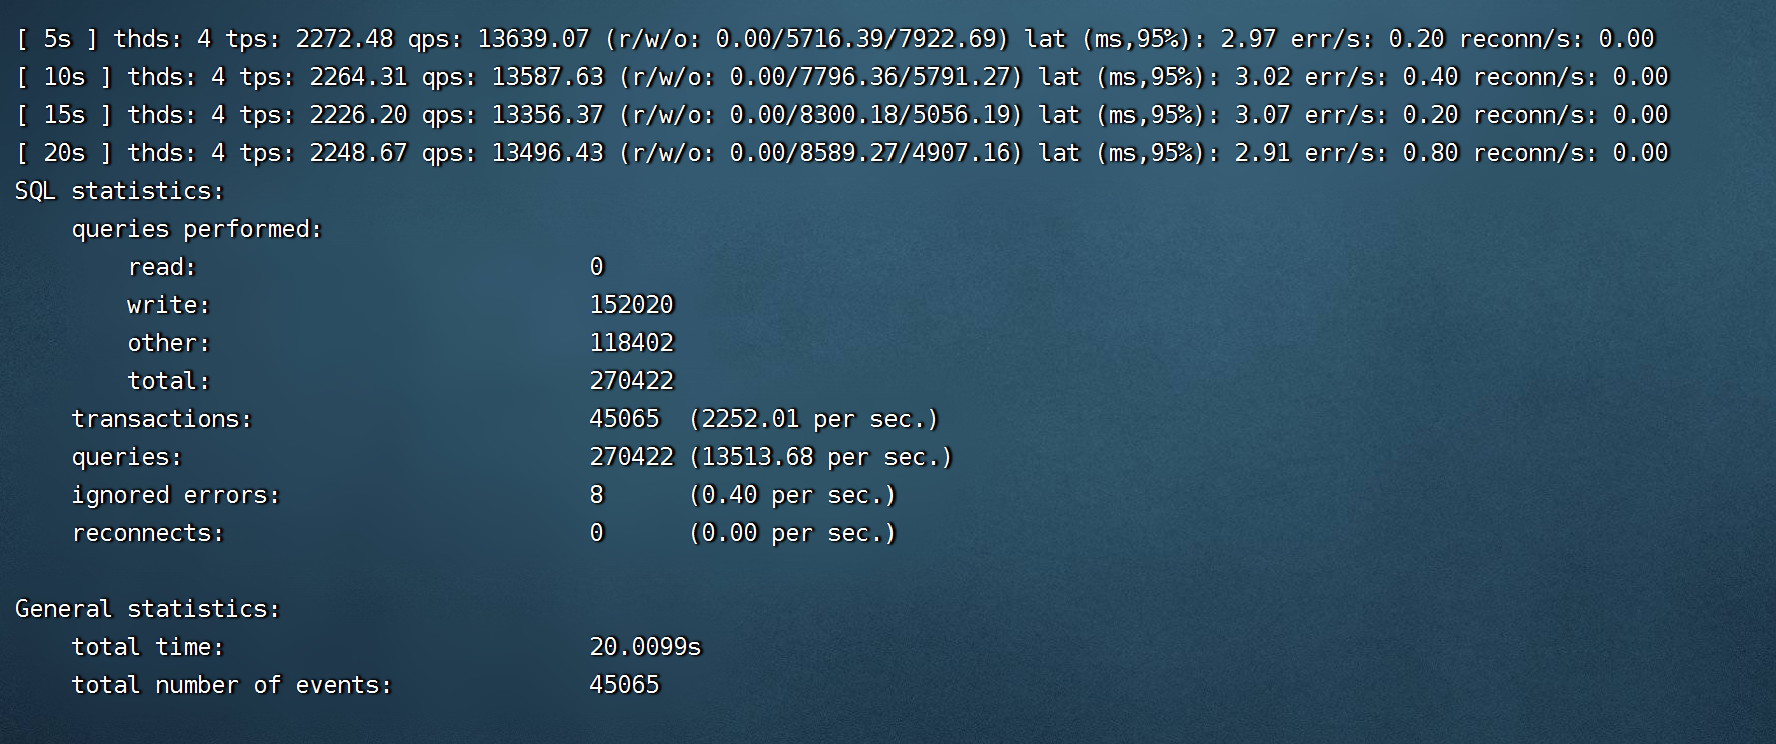 [ 5s ] thds: 4 tps: 2272.48 qps: 13639.07 (r/w/o: 0.00/5716.39/7922.69) lat (ms,95%): 2.97 err/s: 0.20 reconn/s: 0.00
[ 10s ] thds: 4 tps: 2264.31 qps: 13587.63 (r/w/o: 0.00/7796.36/5791.27) lat (ms,95%): 3.02 err/s: 0.40 reconn/s: 0.00
[ 15s ] thds: 4 tps: 2226.20 qps: 13356.37 (r/w/o: 0.00/8300.18/5056.19) lat (ms,95%): 3.07 err/s: 0.20 reconn/s: 0.00
[ 20s ] thds: 4 tps: 2248.67 qps: 13496.43 (r/w/o: 0.00/8589.27/4907.16) lat (ms,95%): 2.91 err/s: 0.80 reconn/s: 0.00
SQL statistics:
    queries performed:
        read:                            0
        write:                           152020
        other:                           118402
        total:                           270422
    transactions:                        45065  (2252.01 per sec.)
    queries:                             270422 (13513.68 per sec.)
    ignored errors:                      8      (0.40 per sec.)
    reconnects:                          0      (0.00 per sec.)

General statistics:
    total time:                          20.0099s
    total number of events:              45065